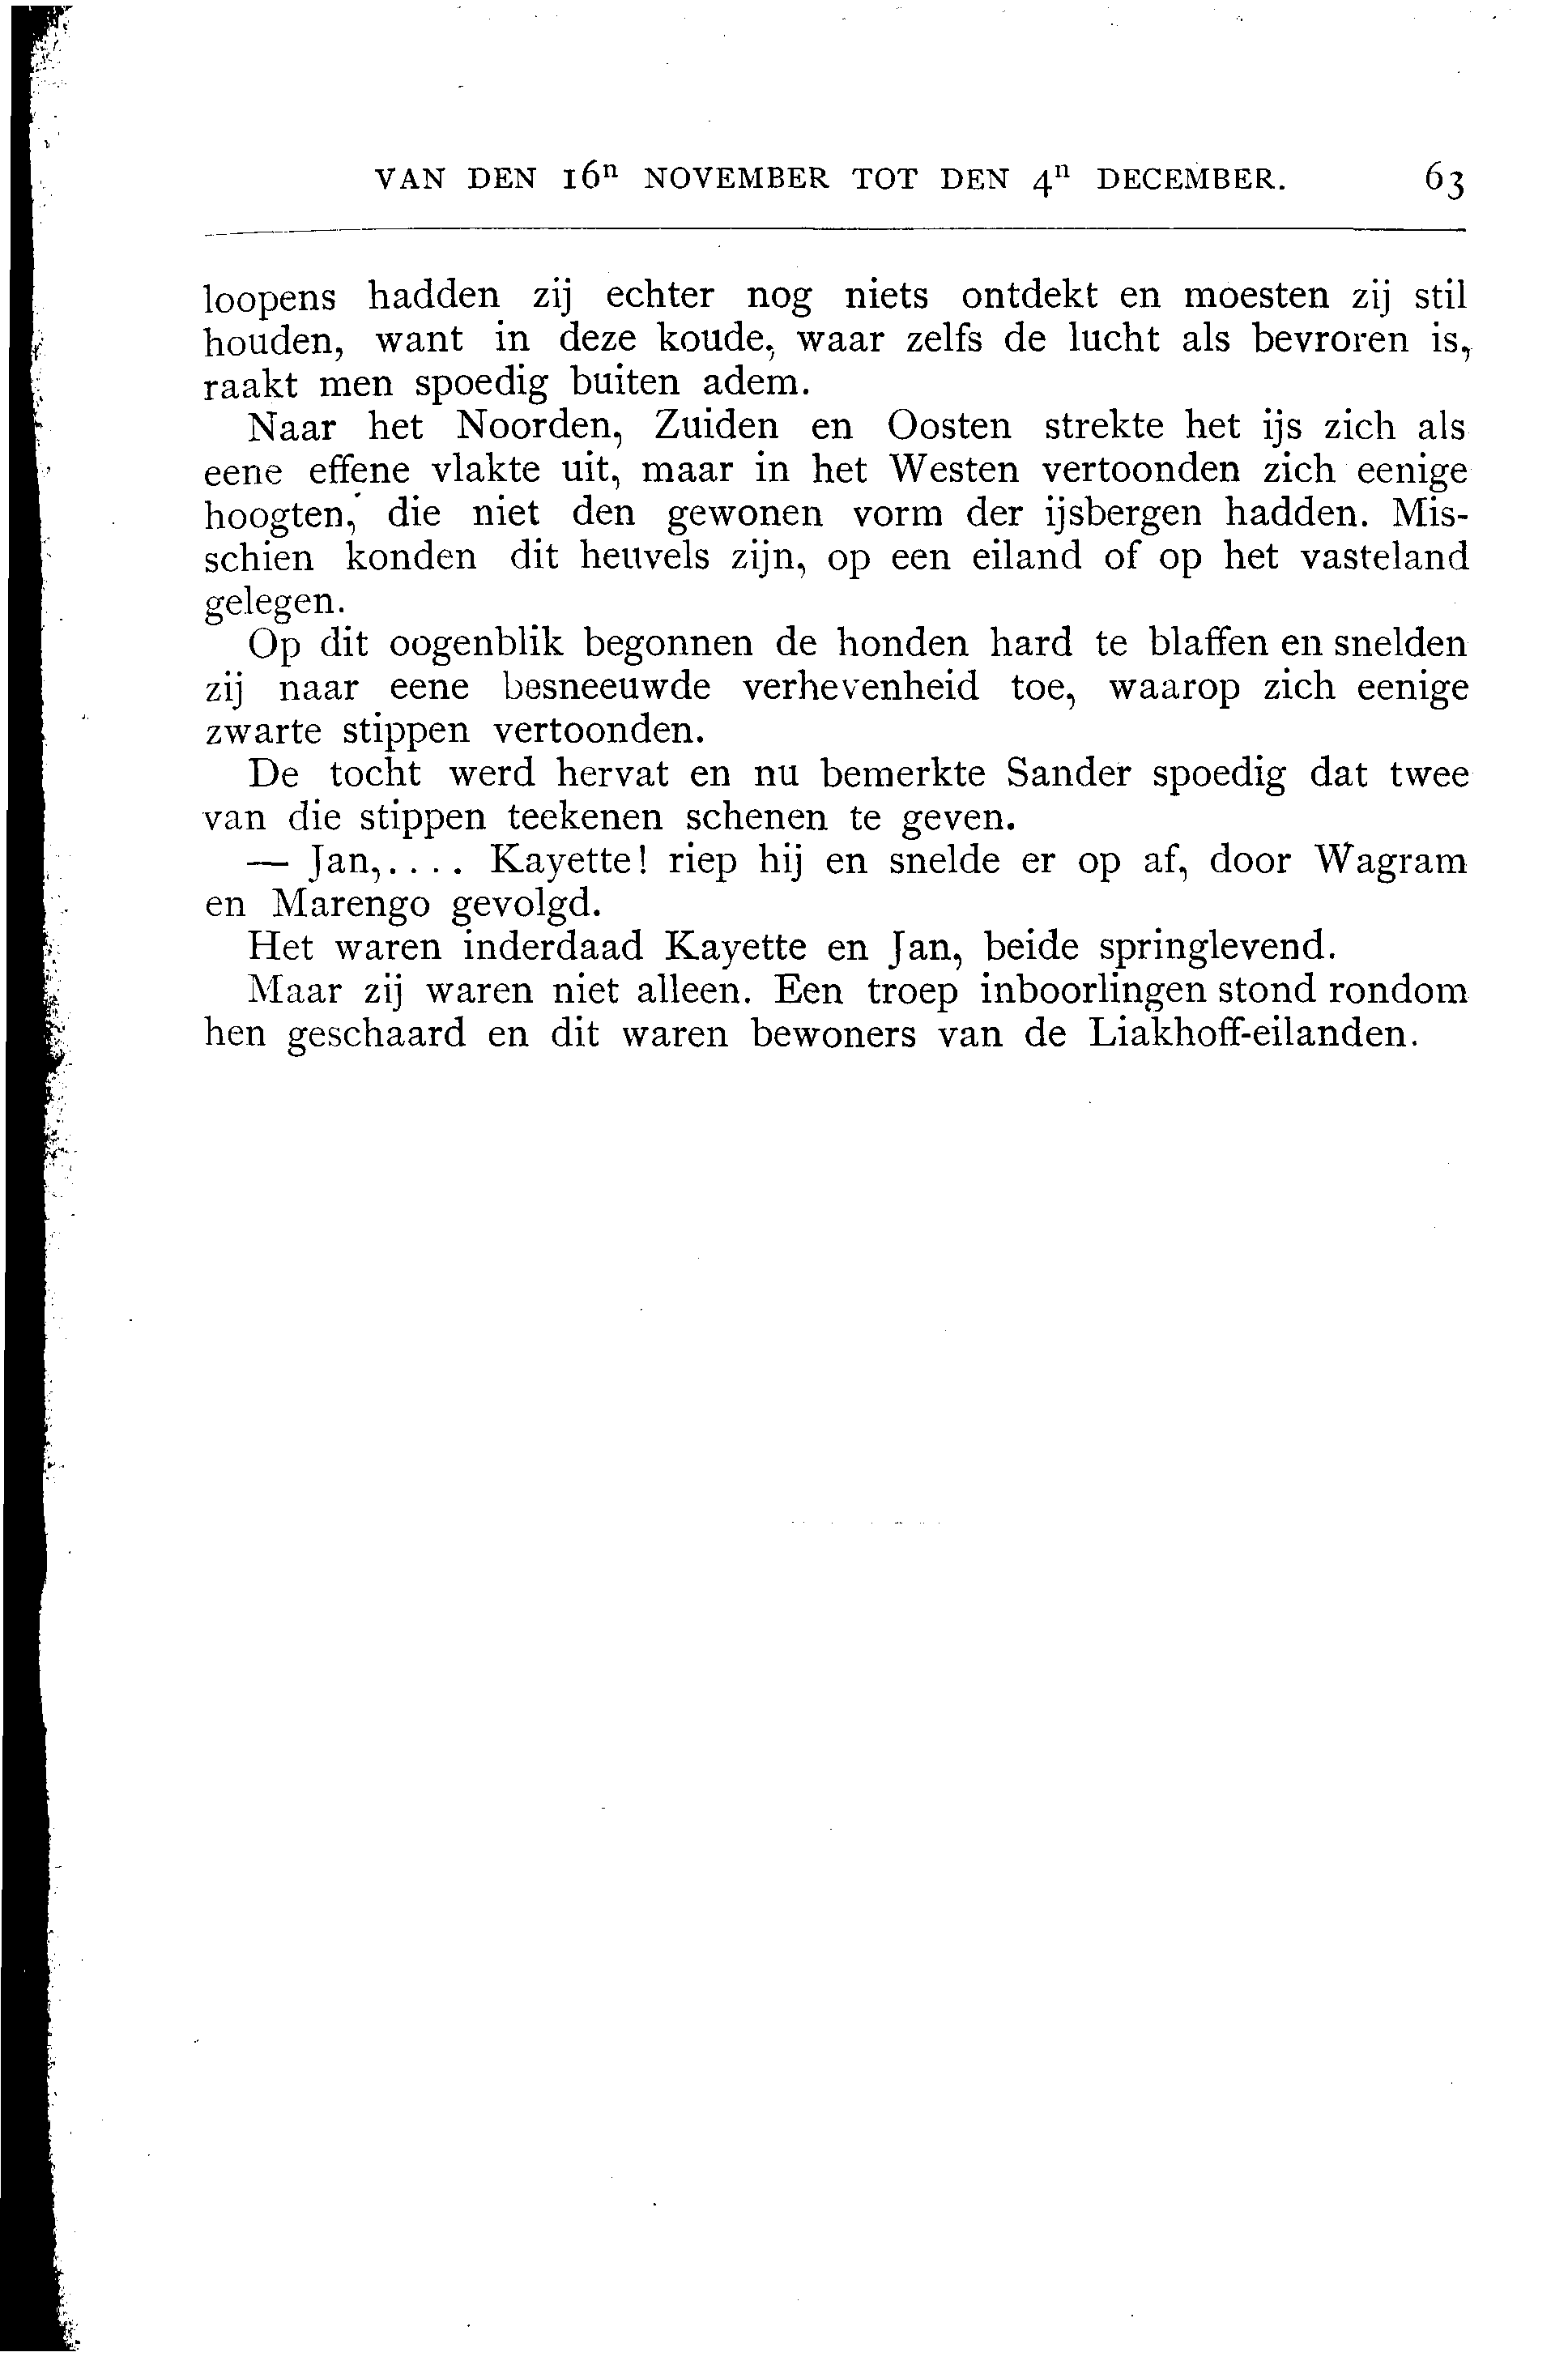 VAN DEN 16n NOVEMBER TOT DEN 4n DECEMBER. 63
loopens hadden zij echter nog niets ontdekt en moesten zij stil
houden, want in deze koude, waar zelfs de lucht als bevroren is,
raakt men spoedig buiten adem.
Naar het Noorden, Zuiden en Oosten strekte het ijs zich als
eene effene vlakte uit, maar in het Westen vertoonden zich eenige
hoogten, die niet den gewonen vorm der ijsbergen hadden. Mis-
schien konden dit heuvels zijn, op een eiland of op het vasteland
gelegen.
Op dit oogenblik begonnen de honden hard te blaffen en snelden
zij naar eene besneeuwde verhevenheid toe, waarop zich eenige
zwarte stippen vertoonden.
De tocht werd hervat en nu bemerkte Sander spoedig dat twee
van die stippen teekenen schenen te geven.
— Jan,.... Kayette! riep hij en snelde er op af, door Wagram
en Marengo gevolgd.
Het waren inderdaad Kayette en Jan, beide springlevend.
Maar zij waren niet alleen. Een troep inboorlingen stond rondom
hen geschaard en dit waren bewoners van de Liakhoff-eilanden.